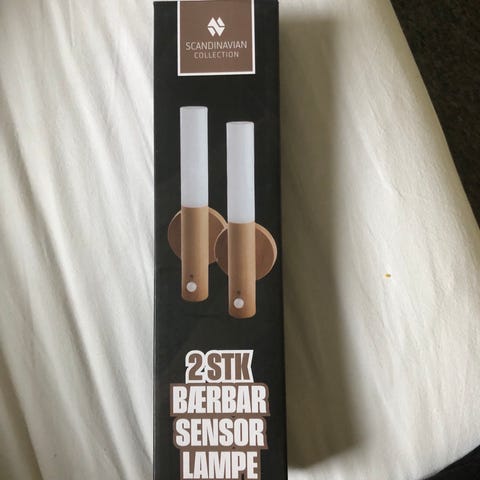 SCANDINAVIAN
COLLECTION
2 STK
BÆRBAR
SENSOR
LAMPE